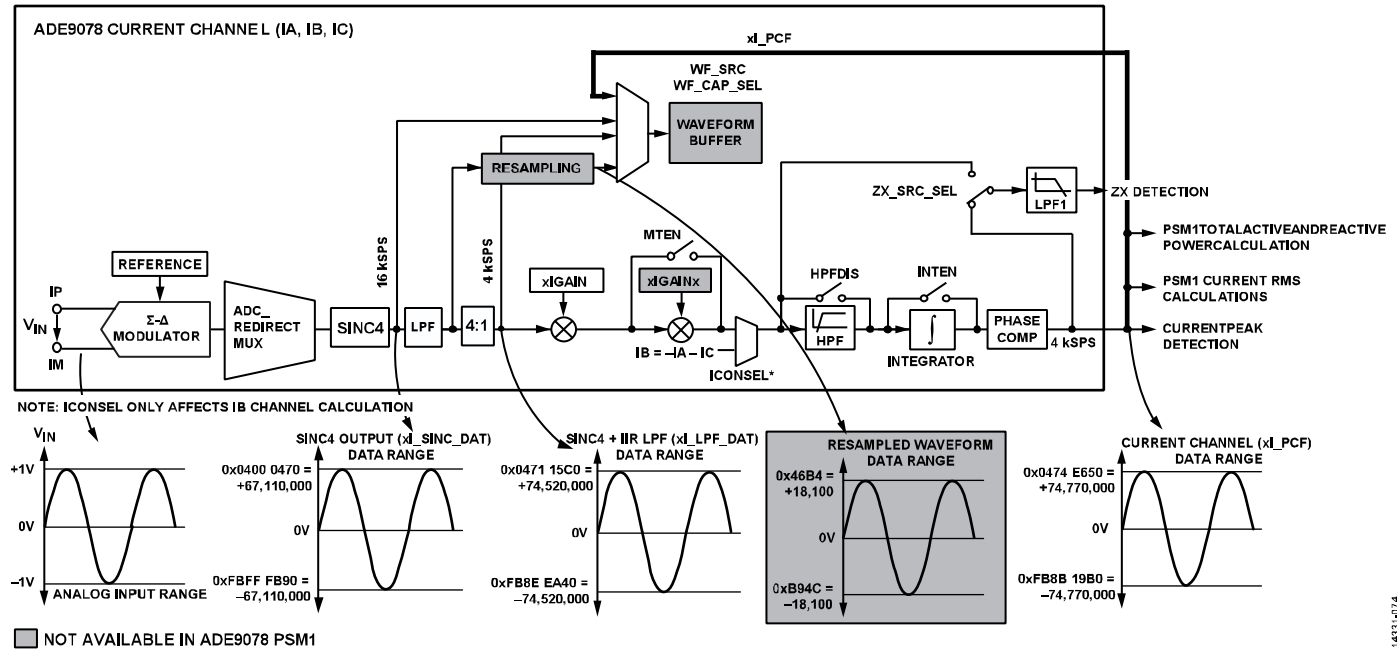 ADE9078 CURRENT CHANNEL (IA, IB, IC)
xI_PCF
WF_SRC
WF_CAP_SEL
WAVEFORM
BUFFER
RESAMPLING
ZX_SRC_SEL
LPF1
ZX DETECTION
16 kSPS
4 kSPS
MTEN
REFERENCE
xIGAIN
xIGAINx
HPFDIS
INTEN
PSM1TOTALACTIVEANDREACTIVE
POWERCALCULATION
PSM1 CURRENT RMS
CALCULATIONS
IP
VIN
IM
Σ-Δ
MODULATOR
ADC_
REDIRECT
MUX
SINC4
LPF
4:1
IB = –IA – IC
ICONSEL*
HPF
∫
INTEGRATOR
PHASE
COMP
4 kSPS
CURRENTPEAK
DETECTION
NOTE: ICONSEL ONLY AFFECTS IB CHANNEL CALCULATION
VIN
+1V
0V
–1V
ANALOG INPUT RANGE
SINC4 OUTPUT (xI_SINC_DAT)
DATA RANGE
0x0400 0470 =
+67,110,000
0V
0xFBFF FB90 =
–67,110,000
SINC4 + IIR LPF (xI_LPF_DAT)
DATA RANGE
0x0471 15C0 =
+74,520,000
0V
0xFB8E EA40 =
–74,520,000
RESAMPLED WAVEFORM
DATA RANGE
0x46B4 =
+18,100
0V
0xB94C =
–18,100
CURRENT CHANNEL (xI_PCF)
DATA RANGE
0x0474 E650 =
+74,770,000
0V
0xFB8B 19B0 =
–74,770,000
NOT AVAILABLE IN ADE9078 PSM1
14331-074